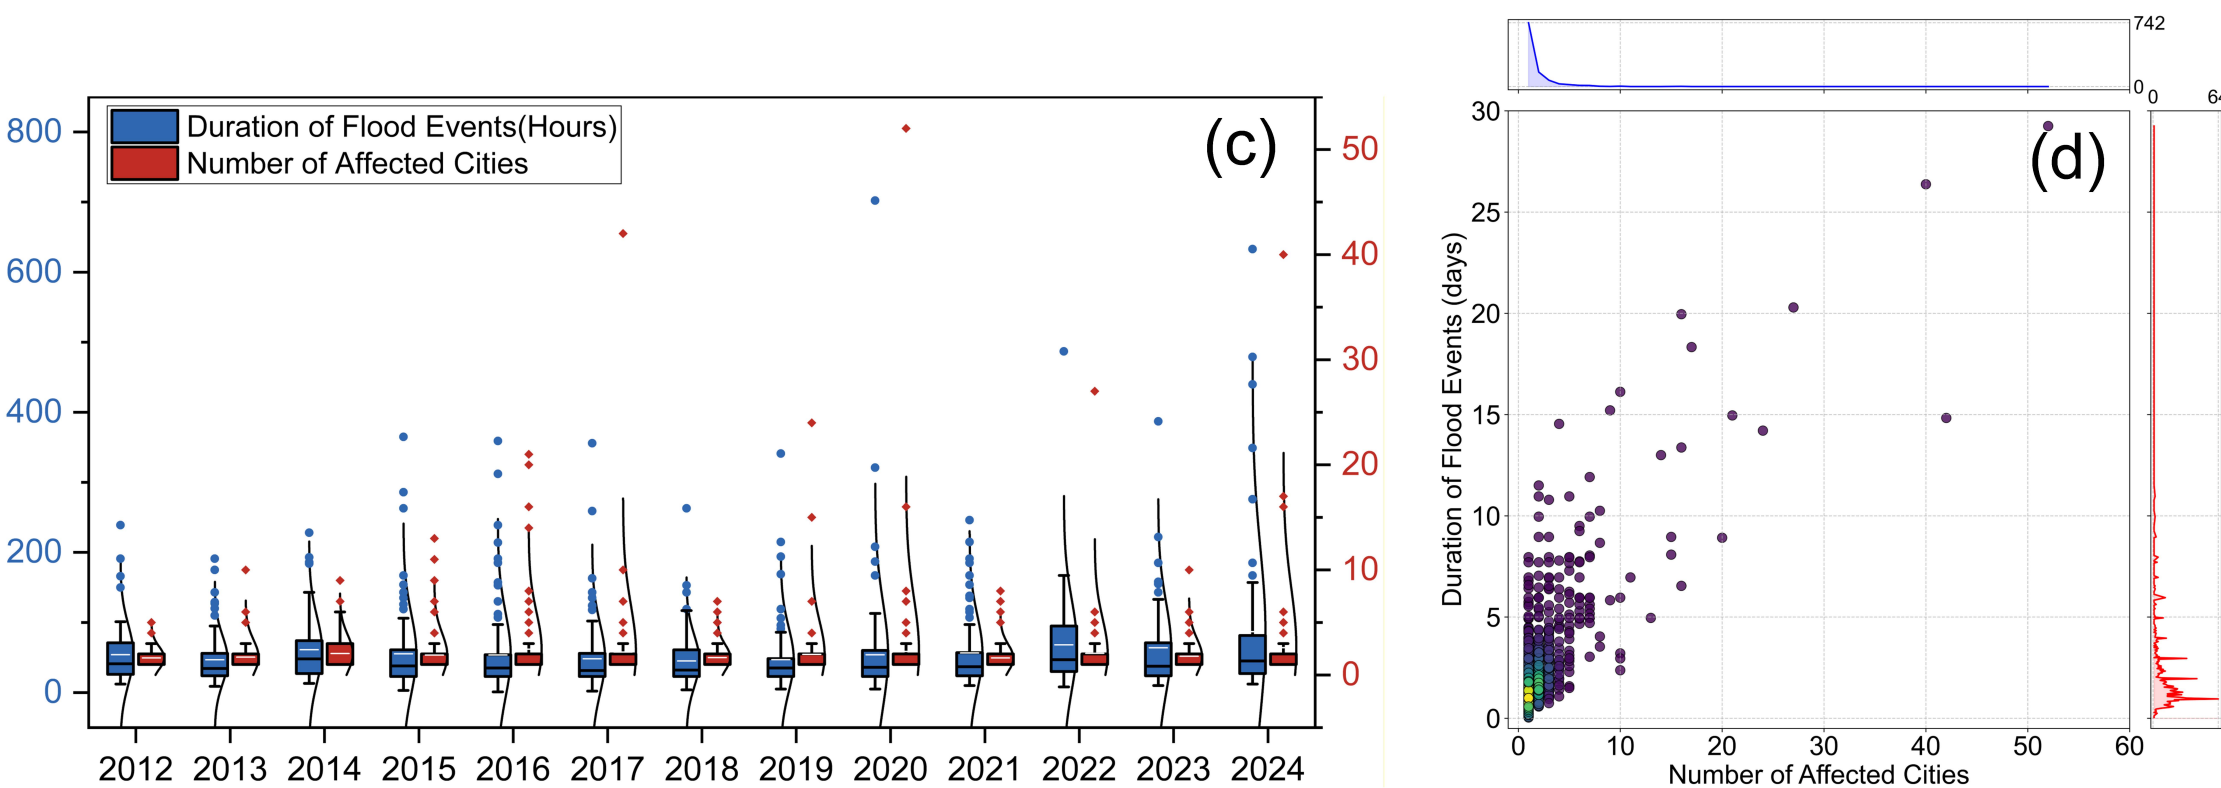 Duration of Flood Events(Hours)
Number of Affected Cities
(c)
800
600
400
200
0
50
40
30
20
10
0
2012 2013 2014 2015 2016 2017 2018 2019 2020 2021 2022 2023 2024
742
0
0
(d)
Duration of Flood Events (days)
30
25
20
15
10
5
0
0 10 20 30 40 50 60
Number of Affected Cities